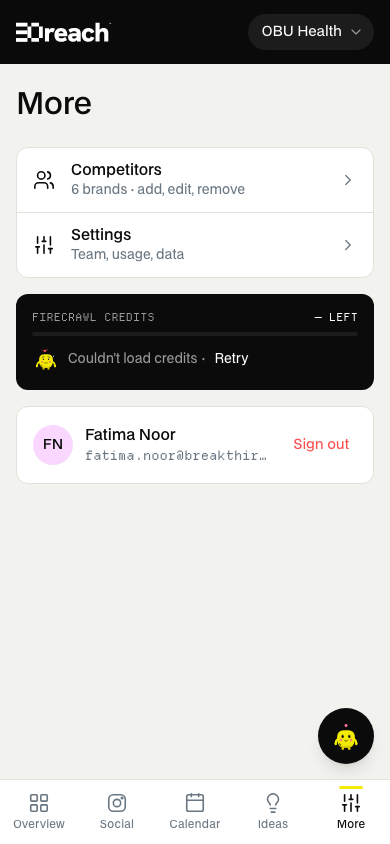 reach
OBU Health
More
Competitors
6 brands · add, edit, remove
Settings
Team, usage, data
FIRECRAWL CREDITS
— LEFT
Couldn't load credits · Retry
FN
Fatima Noor
Sign out
fatima.noor@breakthir…
Overview
Social
Calendar
Ideas
More